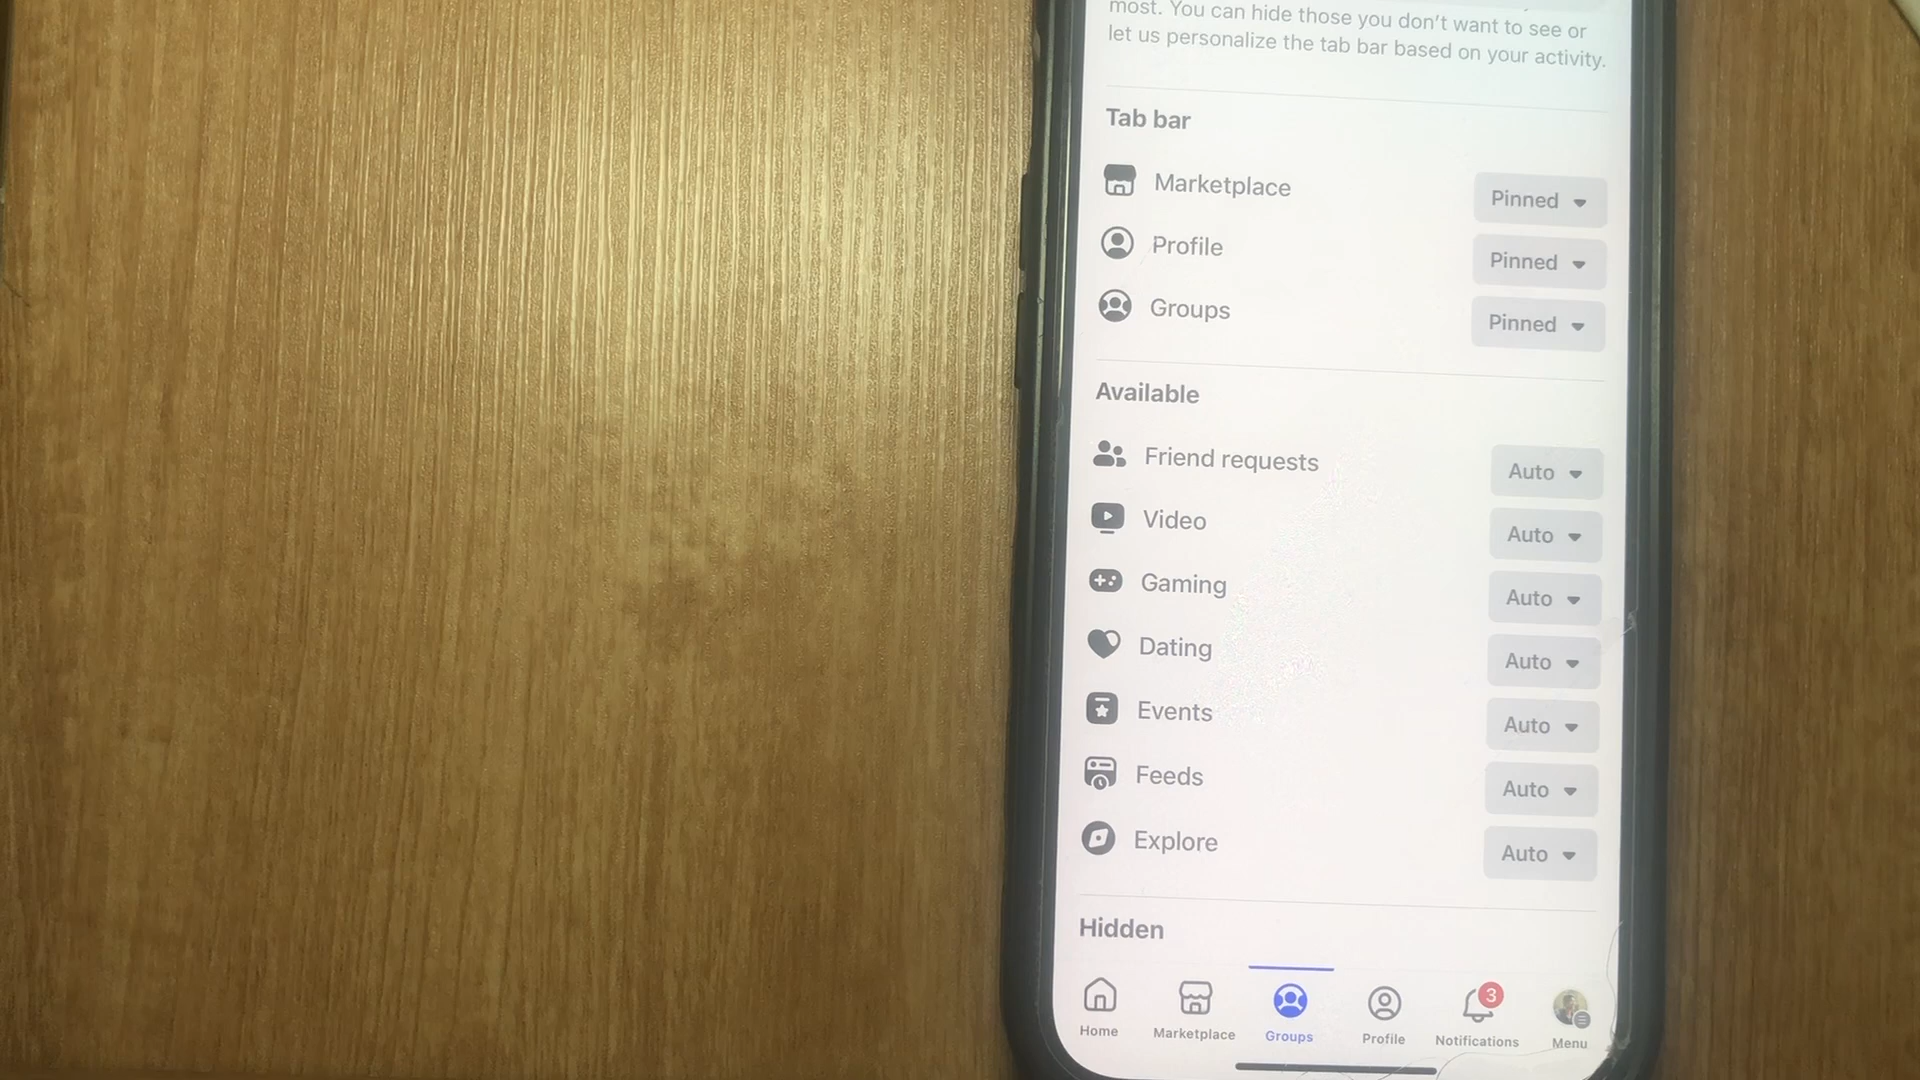 most. You can hide those you don't want to see or
let us personalize the tab bar based on your activity.
Tab bar
Marketplace Pinned
Profile Pinned
Groups Pinned
Available
Friend requests Auto
Video Auto
Gaming Auto
Dating Auto
Events Auto
Feeds Auto
Explore Auto
Hidden
3
Home Marketplace Groups Profile Notifications Menu